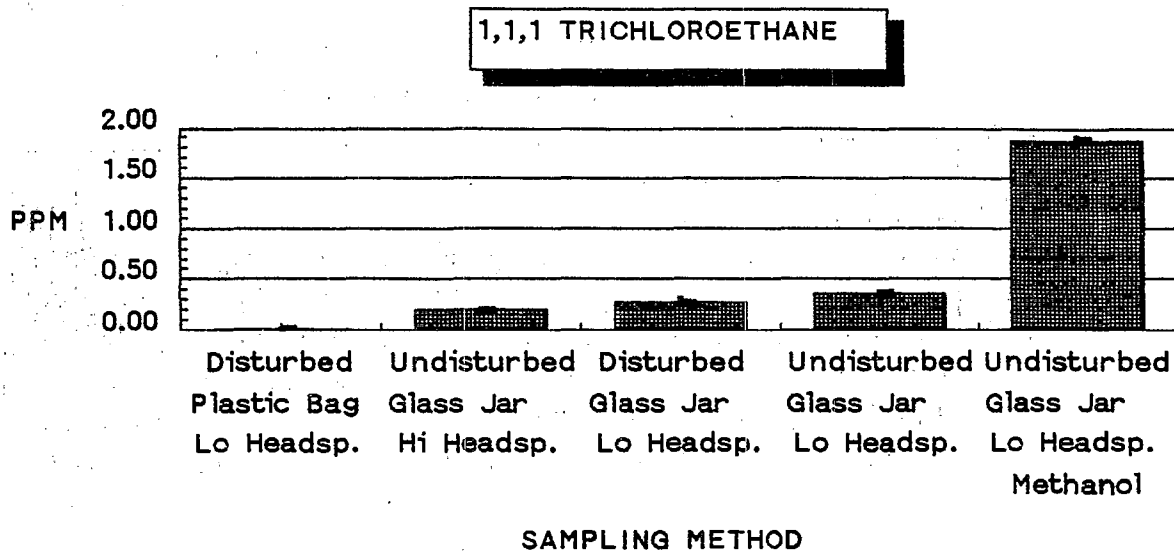 1,1,1 TRICHLOROETHANE
2.00
1.50
PPM 1.00
0.50
0.00
Disturbed Undisturbed Disturbed Undisturbed Undisturbed
Plastic Bag Glass Jar Glass Jar Glass Jar Glass Jar
Lo Headsp. Hi Headsp. Lo Headsp. Lo Headsp. Lo Headsp.
Methanol
SAMPLING METHOD